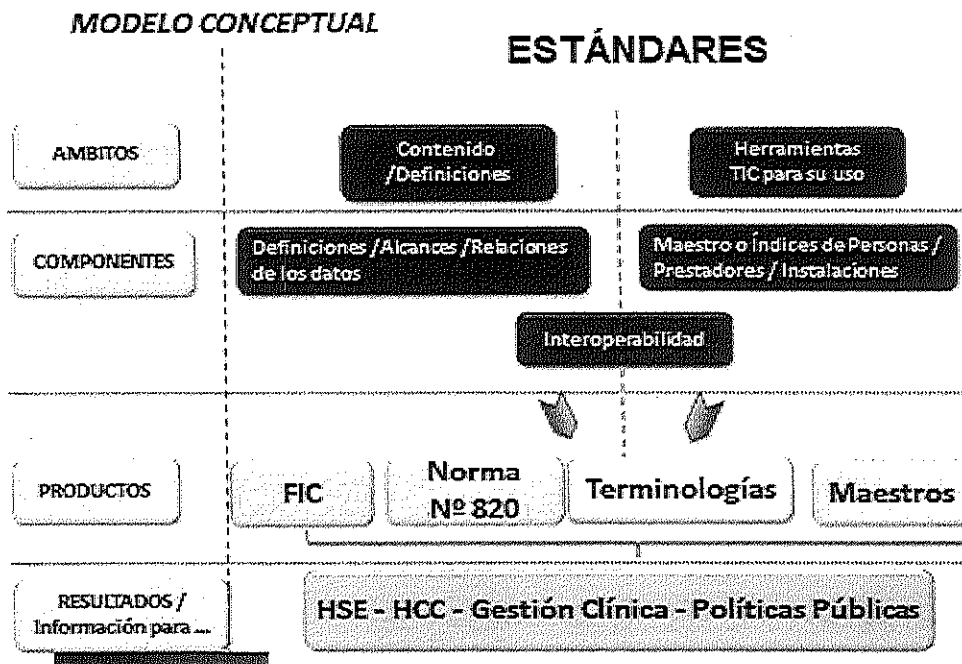 MODELO CONCEPTUAL
ESTÁNDARES
AMBITOS
Contenido
/Definiciones
Herramientas
TIC para su uso
COMPONENTES
Definiciones /Alcances /Relaciones
de los datos
Maestro o Índices de Personas /
Prestadores / Instalaciones
Interoperabilidad
PRODUCTOS
FIC
Norma
Nº 820
Terminologías
Maestros
RESULTADOS /
Información para ...
HSE - HCC - Gestión Clínica - Políticas Públicas